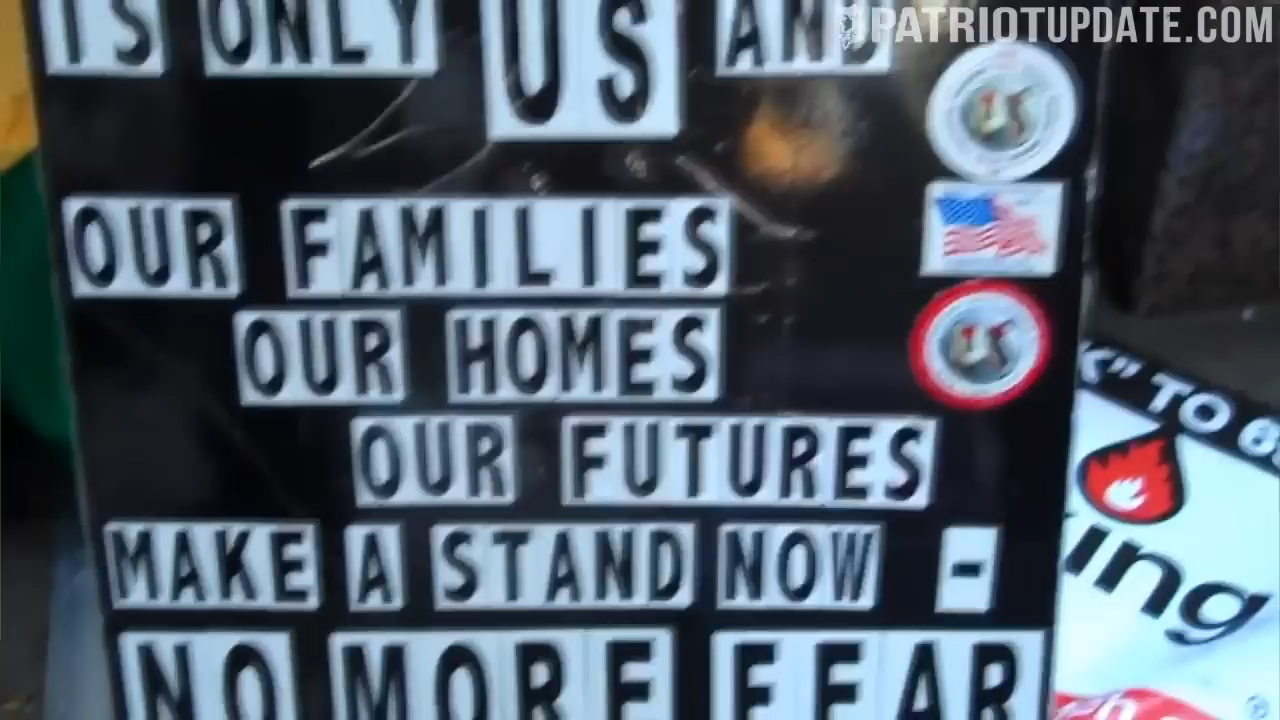 PATRIOTUPDATE.COM
IS ONLY US AND
OUR FAMILIES
OUR HOMES
OUR FUTURES
MAKE A STAND NOW -
NO MORE FEAR
K" TO
ing